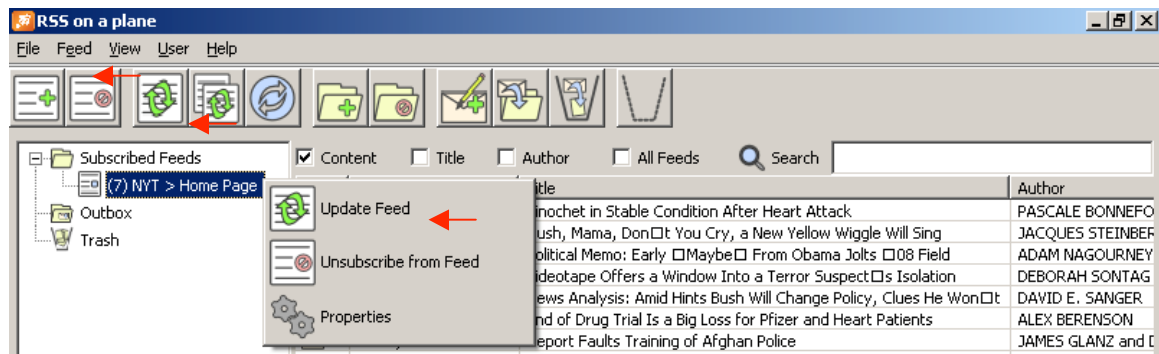 RSS on a plane
File Feed View User Help
Subscribed Feeds
(7) NYT > Home Page
Outbox
Trash
Content Title Author All Feeds Search
Update Feed
Unsubscribe from Feed
Properties
itle Author
inochet in Stable Condition After Heart Attack PASCALE BONNEFO
ush, Mama, Don□t You Cry, a New Yellow Wiggle Will Sing JACQUES STEINBER
olitical Memo: Early □Maybe□ From Obama Jolts □08 Field ADAM NAGOURNEY
ideotape Offers a Window Into a Terror Suspect□s Isolation DEBORAH SONTAG
ews Analysis: Amid Hints Bush Will Change Policy, Clues He Won□t DAVID E. SANGER
nd of Drug Trial Is a Big Loss for Pfizer and Heart Patients ALEX BERENSON
eport Faults Training of Afghan Police JAMES GLANZ and D